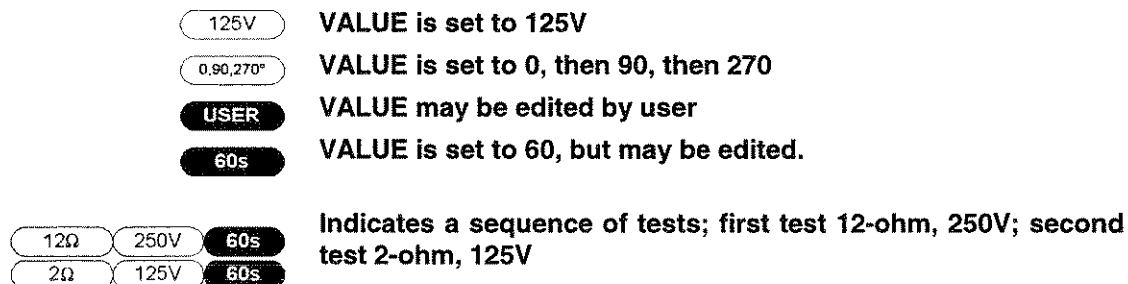 125V VALUE is set to 125V
0,90,270° VALUE is set to 0, then 90, then 270
USER VALUE may be edited by user
60s VALUE is set to 60, but may be edited.
12Ω 250V 60s Indicates a sequence of tests; first test 12-ohm, 250V; second
2Ω 125V 60s test 2-ohm, 125V